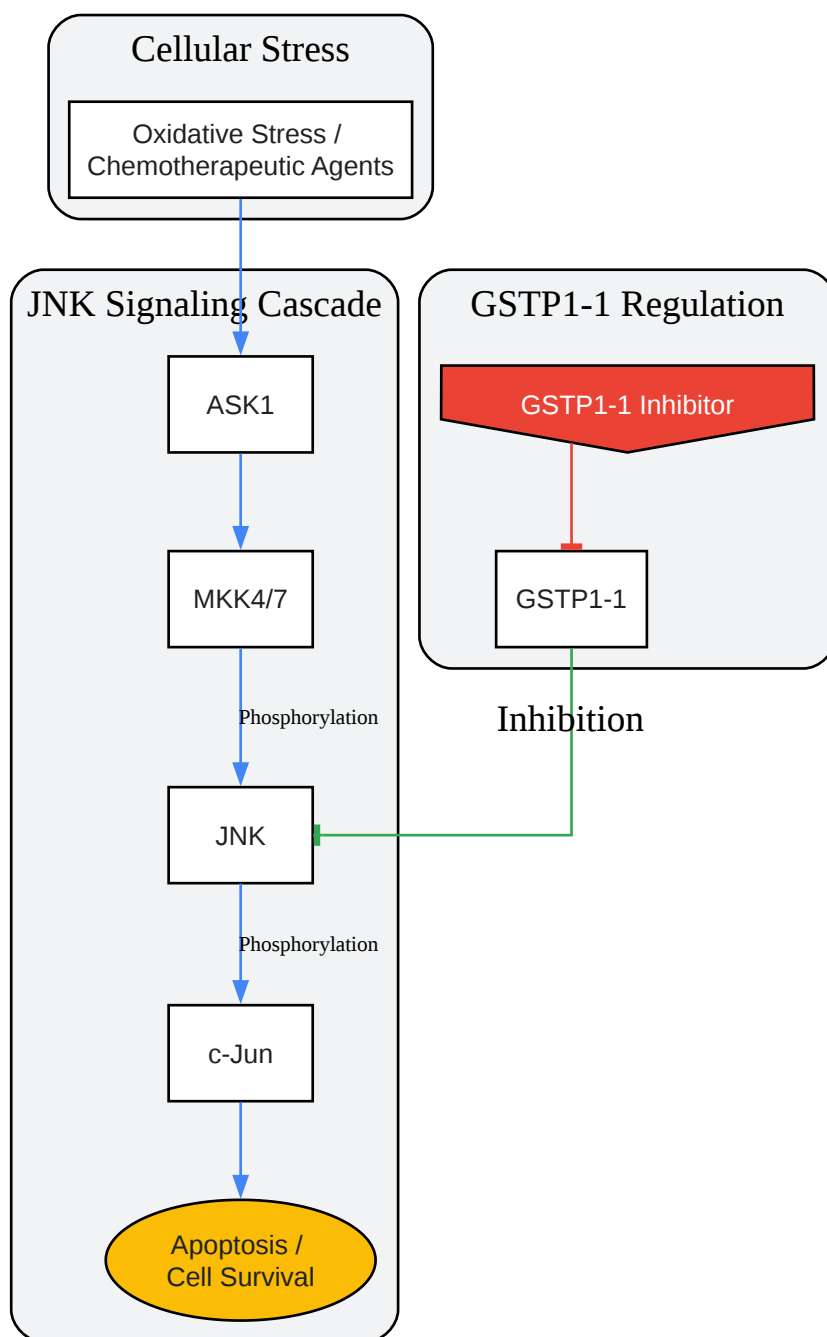 Cellular Stress
Oxidative Stress /
Chemotherapeutic Agents
JNK Signaling Cascade
GSTP1-1 Regulation
ASK1
GSTP1-1 Inhibitor
MKK4/7
GSTP1-1
Phosphorylation
Inhibition
JNK
Phosphorylation
c-Jun
Apoptosis /
Cell Survival